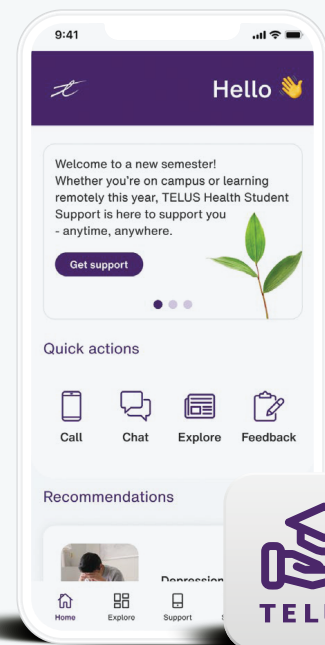 9:41
t
Hello
Welcome to a new semester!
Whether you're on campus or learning
remotely this year, TELUS Health Student
Support is here to support you
- anytime, anywhere.
Get support
Quick actions
Call Chat Explore Feedback
Recommendations
Depression
Home Explore Support